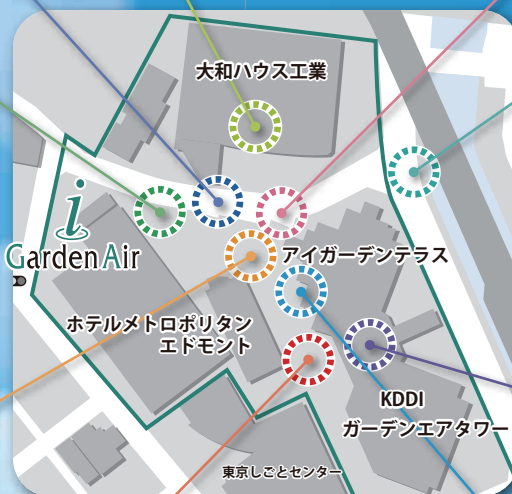 大和ハウス工業
i
Garden Air
アイガーデンテラス
ホテルメトロポリタン
エドモント
KDDI
ガーデンエアタワー
東京しごとセンター